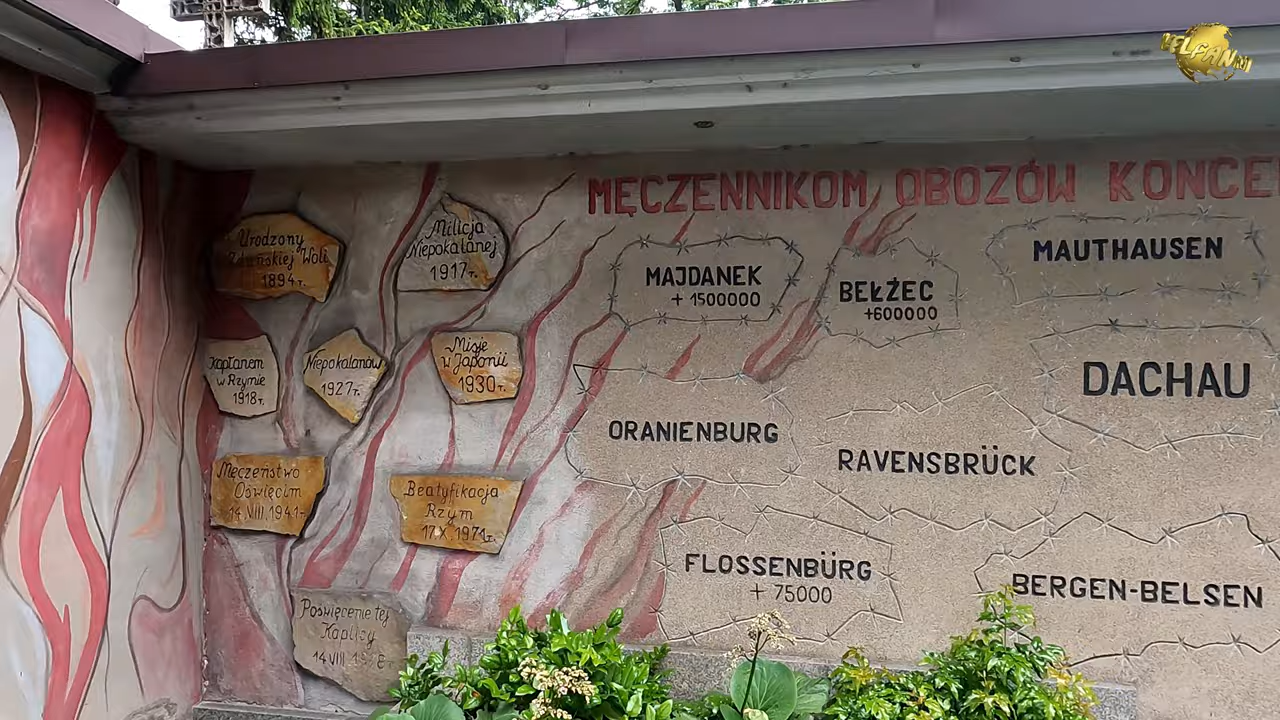 MĘCZENNIKOM OBOZÓW KONCE
Urodzony
Zduńskiej Woli
1894 r.
Milicja
Niepokalanej
1917 r.
Kapłanem
w Rzymie
1918 r.
Niepokalanów
1927 r.
Misje
w Japonii
1930 r.
Męczeństwo
Oświęcim
14.VIII.1941 r.
Beatyfikacja
Rzym
17.X.1971 r.
Poświęcenie tej
Kaplicy
14 VIII
MAJDANEK
+ 1500000
BEŁŻEC
+600000
MAUTHAUSEN
DACHAU
ORANIENBURG
RAVENSBRÜCK
FLOSSENBÜRG
+ 75000
BERGEN-BELSEN